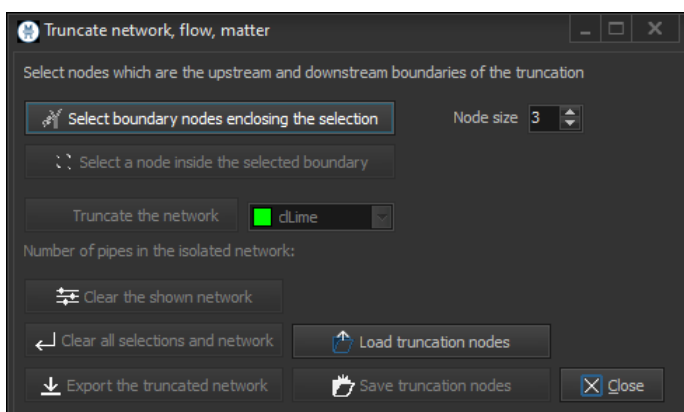 Truncate network, flow, matter
Select nodes which are the upstream and downstream boundaries of the truncation
Select boundary nodes enclosing the selection
Node size 3
Select a node inside the selected boundary
Truncate the network
clLime
Number of pipes in the isolated network:
Clear the shown network
Clear all selections and network
Load truncation nodes
Export the truncated network
Save truncation nodes
Close